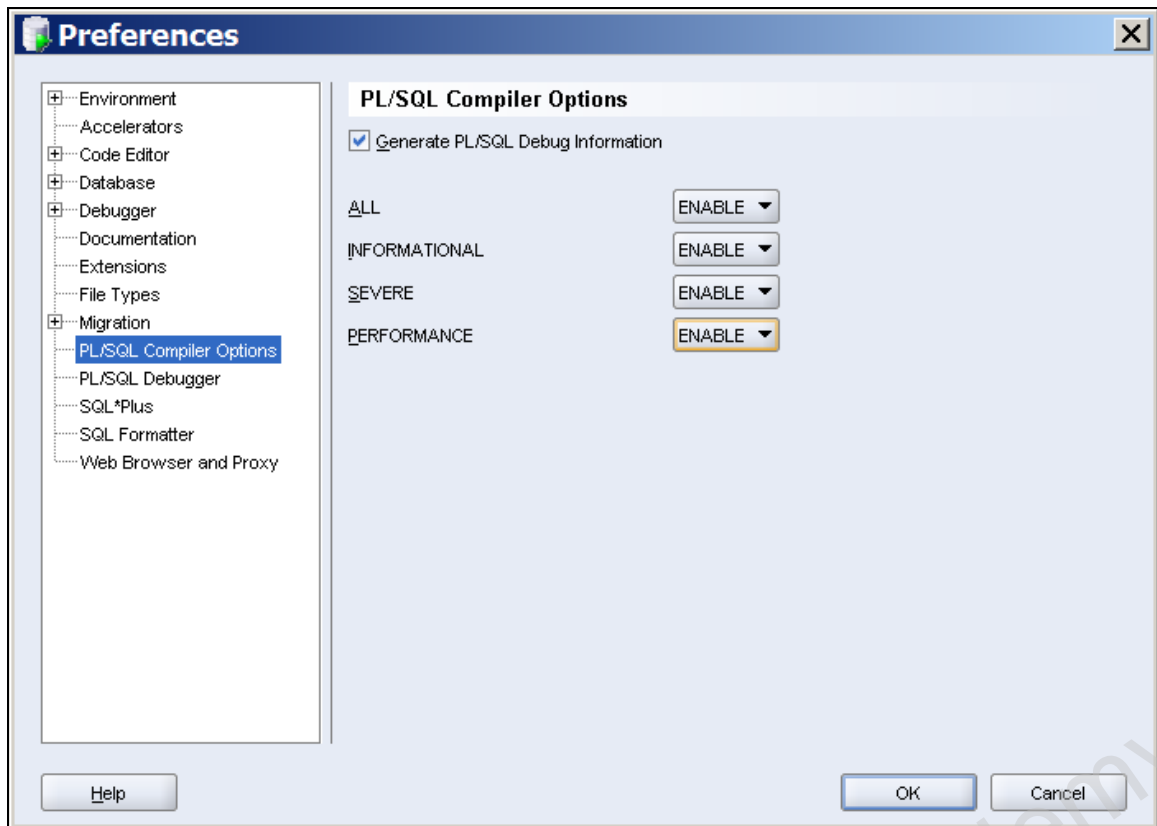 Preferences
Environment
Accelerators
Code Editor
Database
Debugger
Documentation
Extensions
File Types
Migration
PL/SQL Compiler Options
PL/SQL Debugger
SQL*Plus
SQL Formatter
Web Browser and Proxy
PL/SQL Compiler Options
Generate PL/SQL Debug Information
ALL ENABLE
INFORMATIONAL ENABLE
SEVERE ENABLE
PERFORMANCE ENABLE
Help OK Cancel